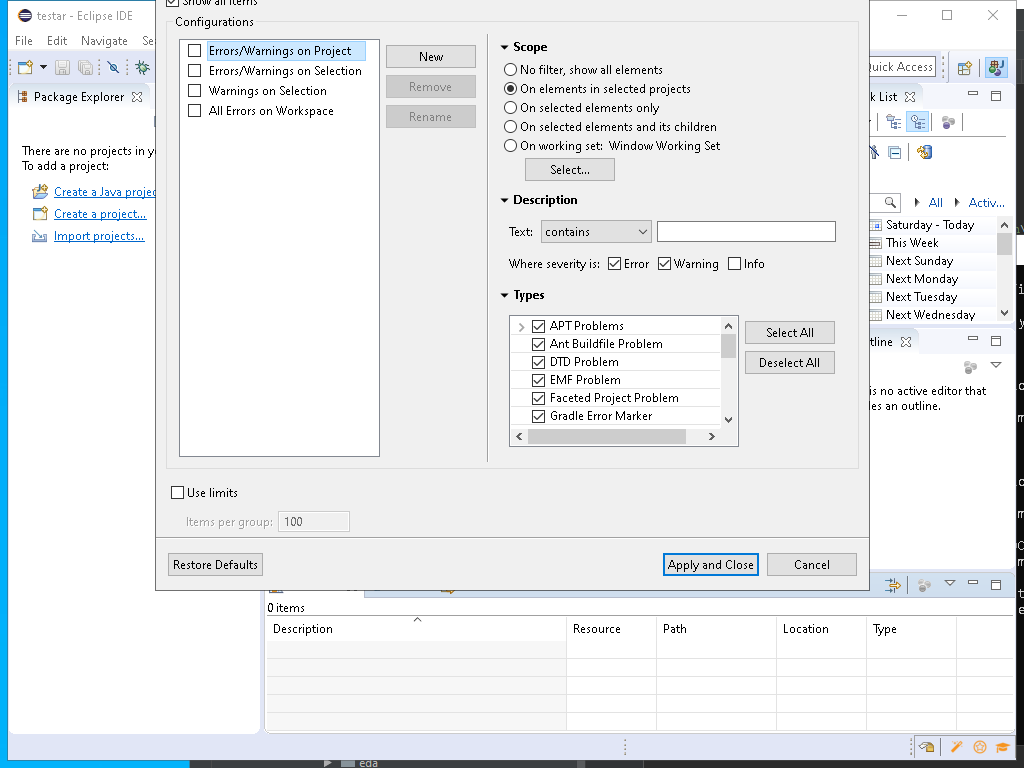 Show all items
testar - Eclipse IDE
Configurations
File Edit Navigate Se
Errors/Warnings on Project
Errors/Warnings on Selection
Warnings on Selection
All Errors on Workspace
New
Remove
Rename
Scope
No filter, show all elements
On elements in selected projects
On selected elements only
On selected elements and its children
On working set: Window Working Set
Select...
Description
Text: contains
Where severity is: Error Warning Info
Types
APT Problems
Ant Buildfile Problem
DTD Problem
EMF Problem
Faceted Project Problem
Gradle Error Marker
Select All
Deselect All
Use limits
Items per group: 100
Restore Defaults
Apply and Close
Cancel
Package Explorer
There are no projects in y
To add a project:
Create a Java projec
Create a project...
Import projects...
Quick Access
k List
All Activ...
Saturday - Today
This Week
Next Sunday
Next Monday
Next Tuesday
Next Wednesday
tline
is no active editor that
des an outline.
0 items
Description Resource Path Location Type
eda